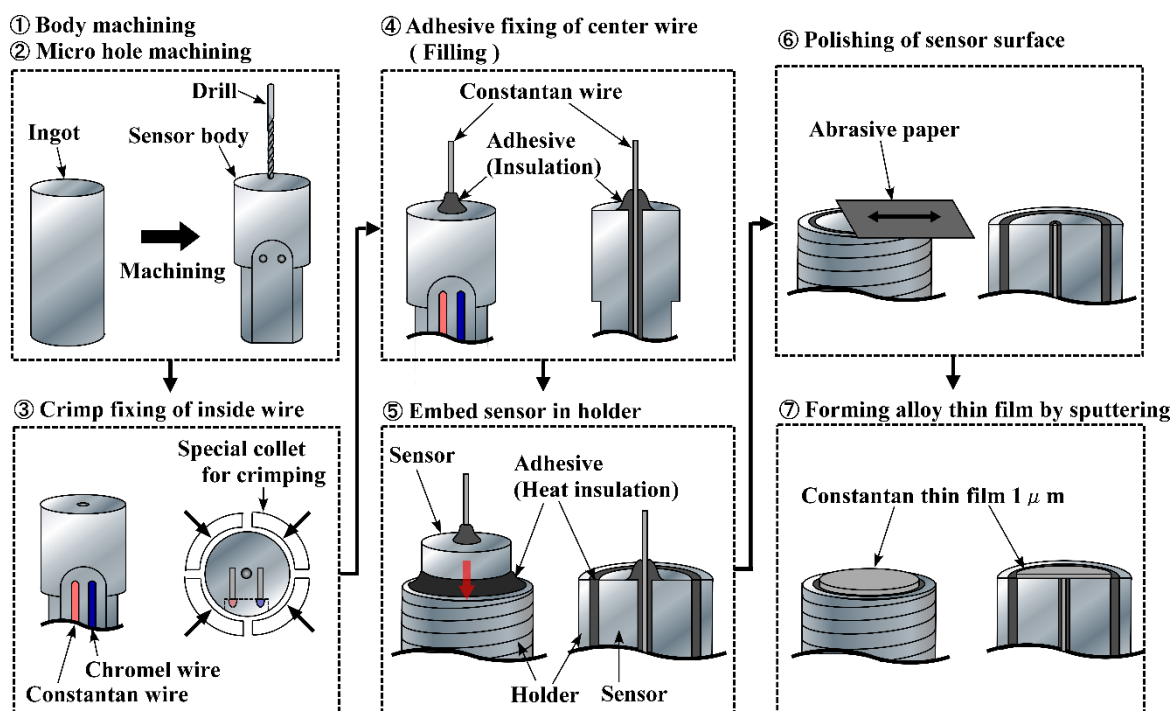 ① Body machining
② Micro hole machining
Drill
Ingot
Sensor body
Machining
③ Crimp fixing of inside wire
Special collet
for crimping
Chromel wire
Constantan wire
④ Adhesive fixing of center wire
( Filling )
Constantan wire
Adhesive
(Insulation)
⑤ Embed sensor in holder
Sensor
Adhesive
(Heat insulation)
Holder
Sensor
⑥ Polishing of sensor surface
Abrasive paper
⑦ Forming alloy thin film by sputtering
Constantan thin film 1 μ m